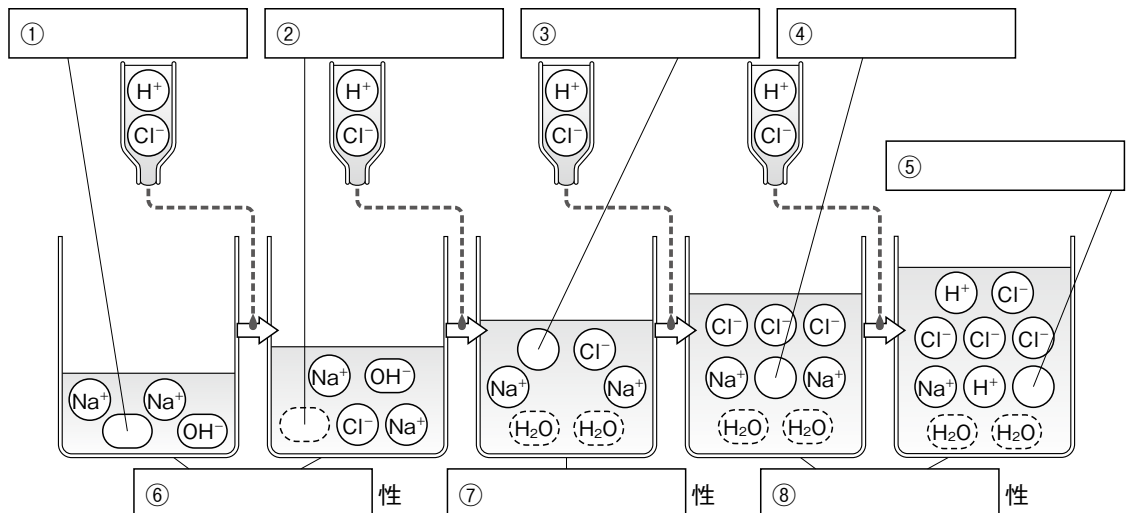 ① ② ③ ④
H⁺ H⁺ H⁺ H⁺
Cl⁻ Cl⁻ Cl⁻ Cl⁻
⑤
Na⁺ Na⁺
OH⁻
Na⁺ OH⁻
Cl⁻ Na⁺
Cl⁻
Na⁺ Na⁺
H₂O H₂O
Cl⁻ Cl⁻ Cl⁻
Na⁺ Na⁺
H₂O H₂O
H⁺ Cl⁻
Cl⁻ Cl⁻ Cl⁻
Na⁺ H⁺
H₂O H₂O
⑥ 性 ⑦ 性 ⑧ 性